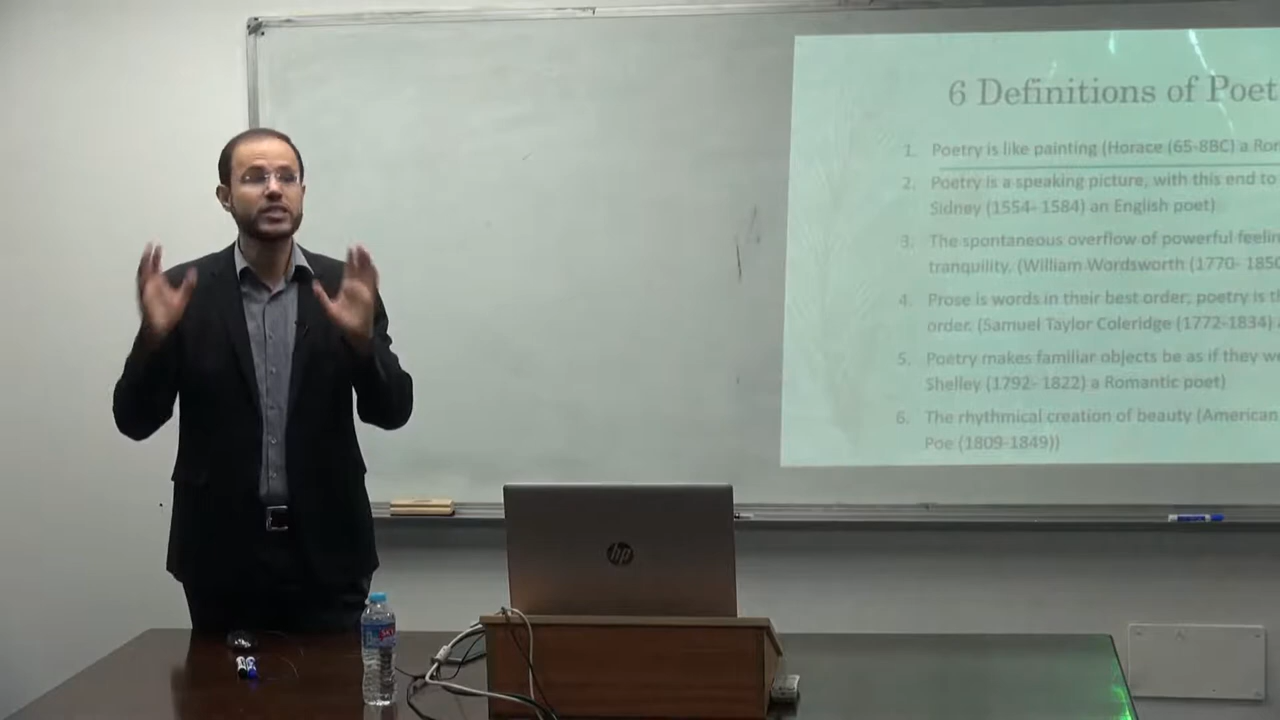 6 Definitions of Poet
1. Poetry is like painting (Horace (65-8BC) a Ro
2. Poetry is a speaking picture, with this end to
Sidney (1554- 1584) an English poet)
3. The spontaneous overflow of powerful feelin
tranquility. (William Wordsworth (1770- 1850
4. Prose is words in their best order; poetry is t
order. (Samuel Taylor Coleridge (1772-1834)
5. Poetry makes familiar objects be as if they we
Shelley (1792- 1822) a Romantic poet)
6. The rhythmical creation of beauty (American
Poe (1809-1849))
hp